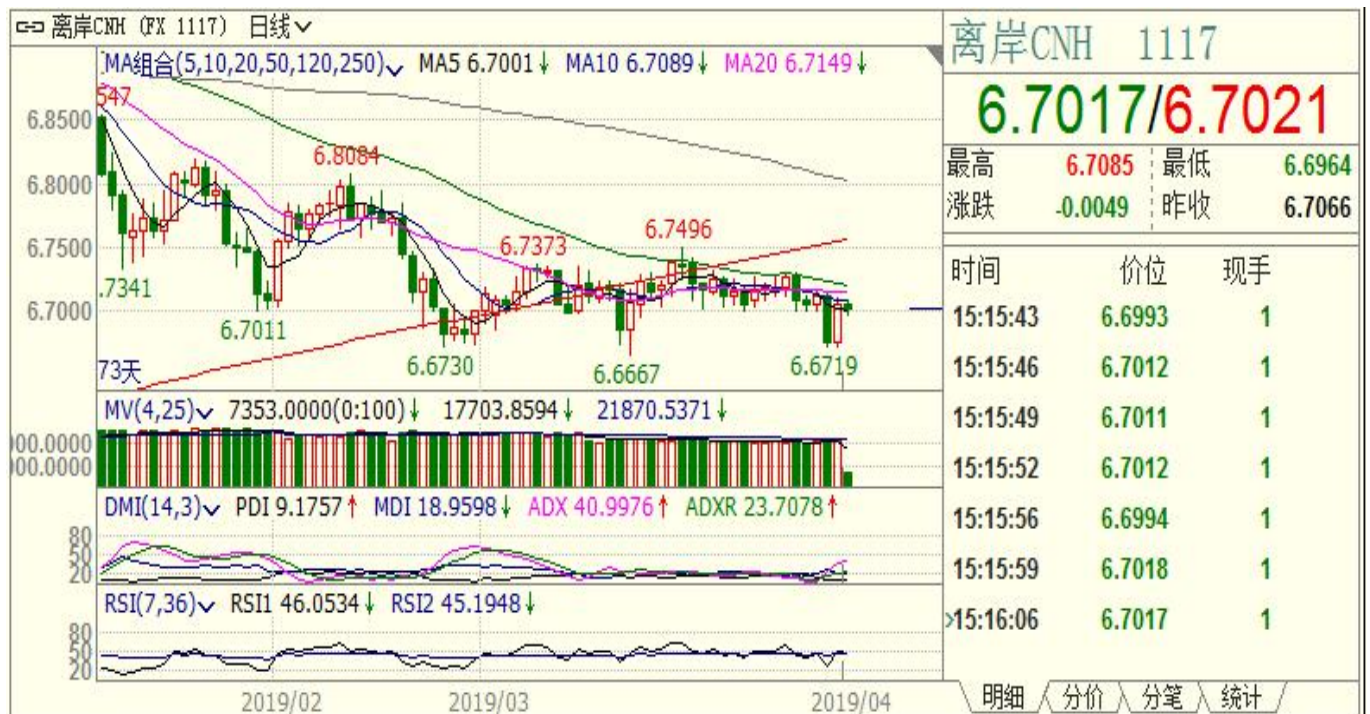 离岸CNH (FX 1117) 日线
MA组合(5,10,20,50,120,250) MA5 6.7001↓ MA10 6.7089↓ MA20 6.7149↓
547
6.8500
6.8084
6.8000
6.7500
6.7496
6.7373
.7341
6.7011
6.7000
6.6730
6.6667
6.6719
73天
MV(4,25) 7353.0000(0:100)↓ 17703.8594↓ 21870.5371↓
000.0000
000.0000
DMI(14,3) PDI 9.1757↑ MDI 18.9598↓ ADX 40.9976↑ ADXR 23.7078↑
80
50
20
RSI(7,36) RSI1 46.0534↓ RSI2 45.1948↓
80
50
20
2019/02 2019/03 2019/04
离岸CNH 1117
6.7017/6.7021
最高 6.7085 最低 6.6964
涨跌 -0.0049 昨收 6.7066
时间 价位 现手
15:15:43 6.6993 1
15:15:46 6.7012 1
15:15:49 6.7011 1
15:15:52 6.7012 1
15:15:56 6.6994 1
15:15:59 6.7018 1
15:16:06 6.7017 1
明细 分价 分笔 统计